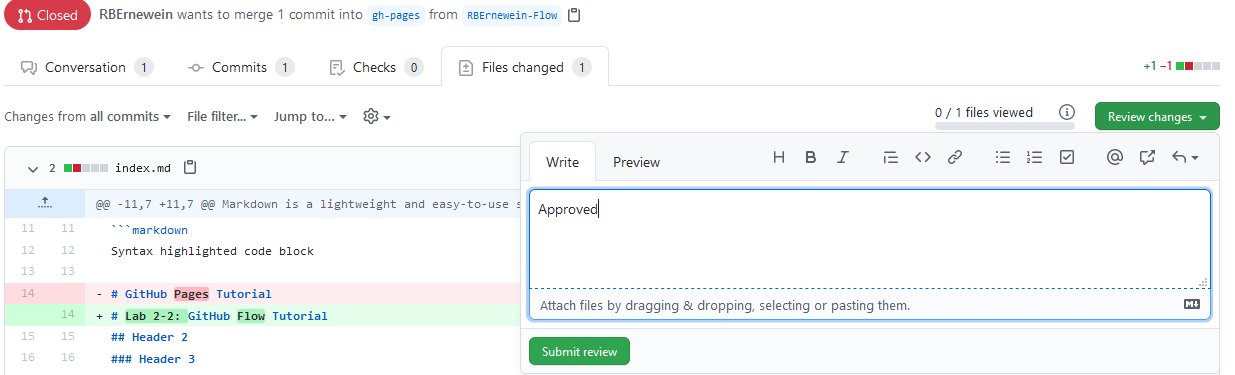 Closed RBErnewein wants to merge 1 commit into gh-pages from RBErnewein-Flow
Conversation 1 Commits 1 Checks 0 Files changed 1 +1 −1
Changes from all commits File filter... Jump to... 0 / 1 files viewed Review changes
2 index.md
Write Preview
@@ -11,7 +11,7 @@ Markdown is a lightweight and easy-to-use s
Approved
11 11 ```markdown
12 12 Syntax highlighted code block
13 13
14 - # GitHub Pages Tutorial
14 + # Lab 2-2: GitHub Flow Tutorial
15 15 ## Header 2
16 16 ### Header 3
Attach files by dragging & dropping, selecting or pasting them.
Submit review